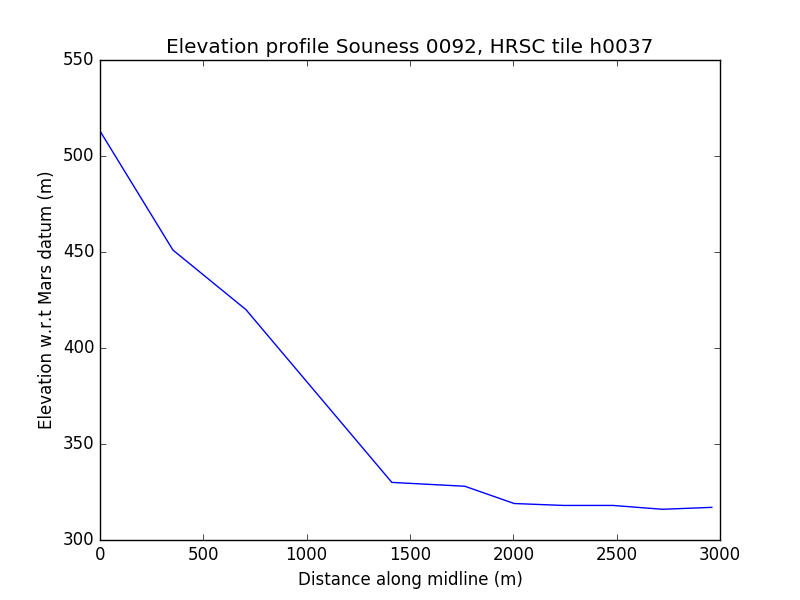 Elevation profile Souness 0092, HRSC tile h0037
550
500
450
400
350
300
Elevation w.r.t Mars datum (m)
0 500 1000 1500 2000 2500 3000
Distance along midline (m)